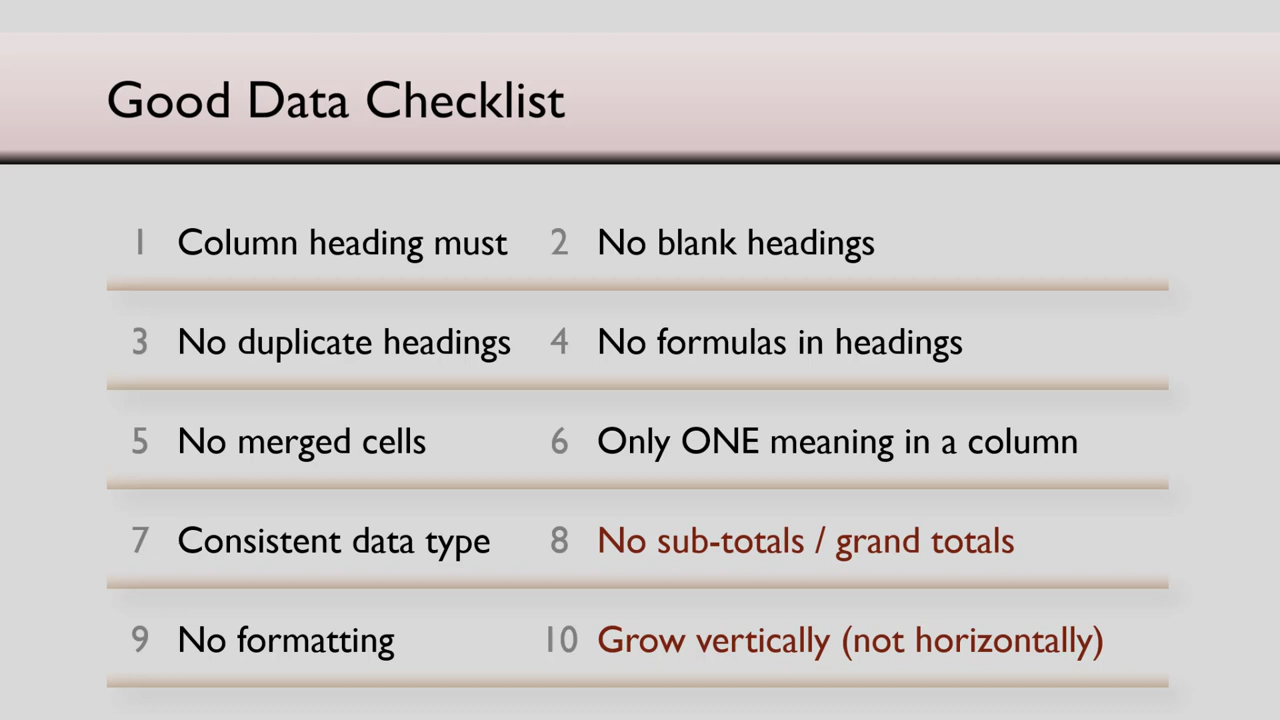 Good Data Checklist
1 Column heading must 2 No blank headings
3 No duplicate headings 4 No formulas in headings
5 No merged cells 6 Only ONE meaning in a column
7 Consistent data type 8 No sub-totals / grand totals
9 No formatting 10 Grow vertically (not horizontally)